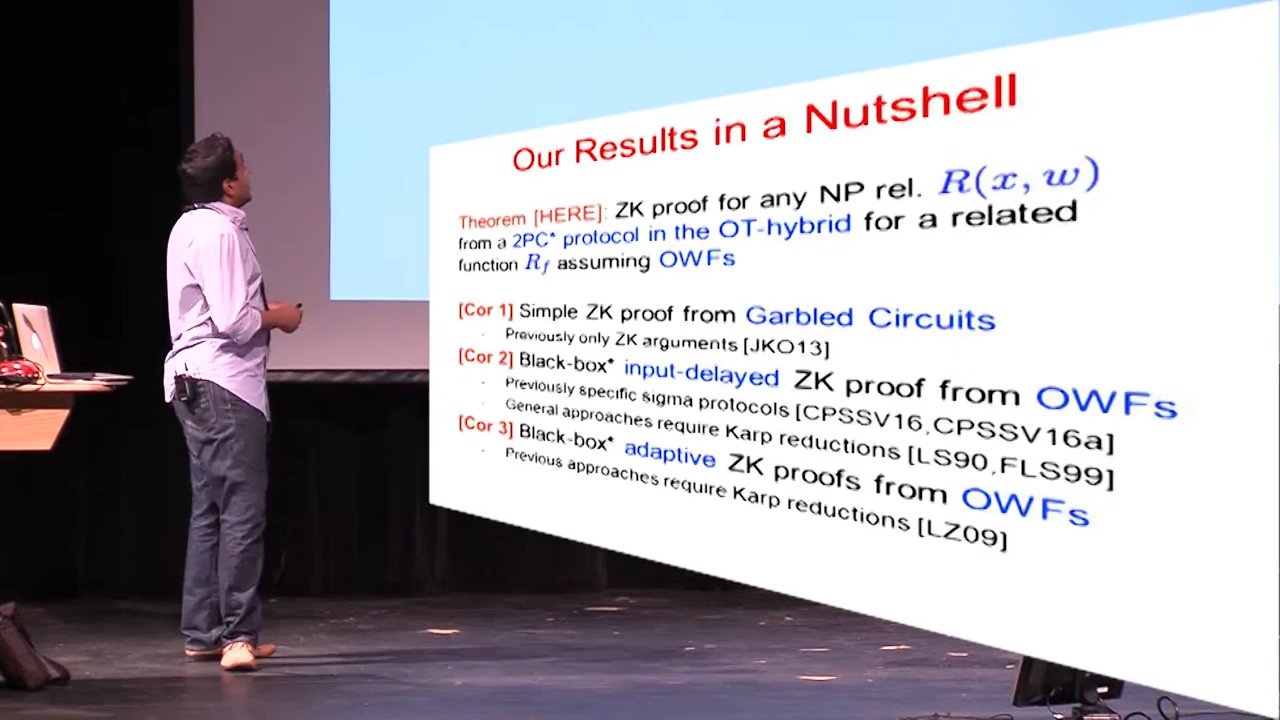 Our Results in a Nutshell
Theorem [HERE]: ZK proof for any NP rel. R(x, w)
from a 2PC* protocol in the OT-hybrid for a related
function R_f assuming OWFs
[Cor 1] Simple ZK proof from Garbled Circuits
- Previously only ZK arguments [JKO13]
[Cor 2] Black-box* input-delayed ZK proof from OWFs
- Previously specific sigma protocols [CPSSV16,CPSSV16a]
- General approaches require Karp reductions [LS90,FLS99]
[Cor 3] Black-box* adaptive ZK proofs from OWFs
- Previous approaches require Karp reductions [LZ09]